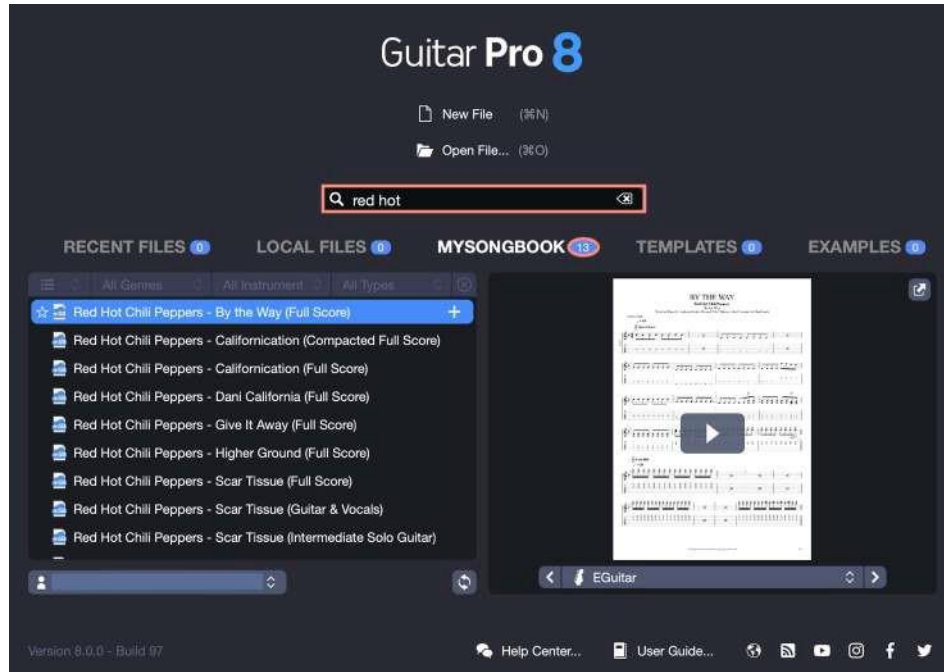 Guitar Pro 8
New File (⌘N)
Open File... (⌘O)
red hot
RECENT FILES 0 LOCAL FILES 0 MYSONGBOOK 13 TEMPLATES 0 EXAMPLES 0
All Genres All Instrument All Types
Red Hot Chili Peppers - By the Way (Full Score)
Red Hot Chili Peppers - Californication (Compacted Full Score)
Red Hot Chili Peppers - Californication (Full Score)
Red Hot Chili Peppers - Dani California (Full Score)
Red Hot Chili Peppers - Give It Away (Full Score)
Red Hot Chili Peppers - Higher Ground (Full Score)
Red Hot Chili Peppers - Scar Tissue (Full Score)
Red Hot Chili Peppers - Scar Tissue (Guitar & Vocals)
Red Hot Chili Peppers - Scar Tissue (Intermediate Solo Guitar)
BY THE WAY
Red Hot Chili Peppers
EGuitar
Version 8.0.0 - Build 97 Help Center... User Guide...